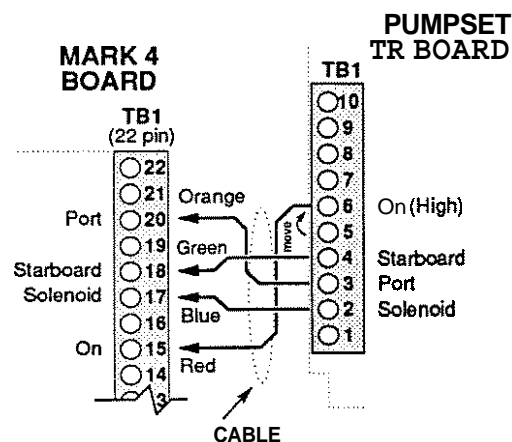 PUMPSET
TR BOARD
MARK 4
BOARD
TB1
(22 pin)
TB1
10
9
8
7
6
5
4
3
2
1
On (High)
Starboard
Port
Solenoid
22
21
20
19
18
17
16
15
14
3
Port
Starboard
Solenoid
On
Orange
Green
Blue
Red
move
CABLE